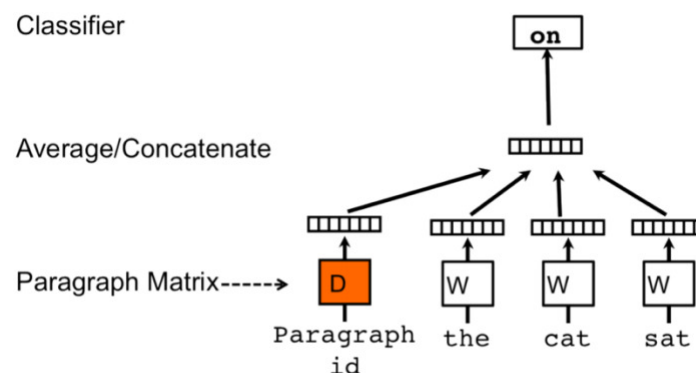 Classifier
on
Average/Concatenate
Paragraph Matrix
D
W
W
W
Paragraph
id
the
cat
sat